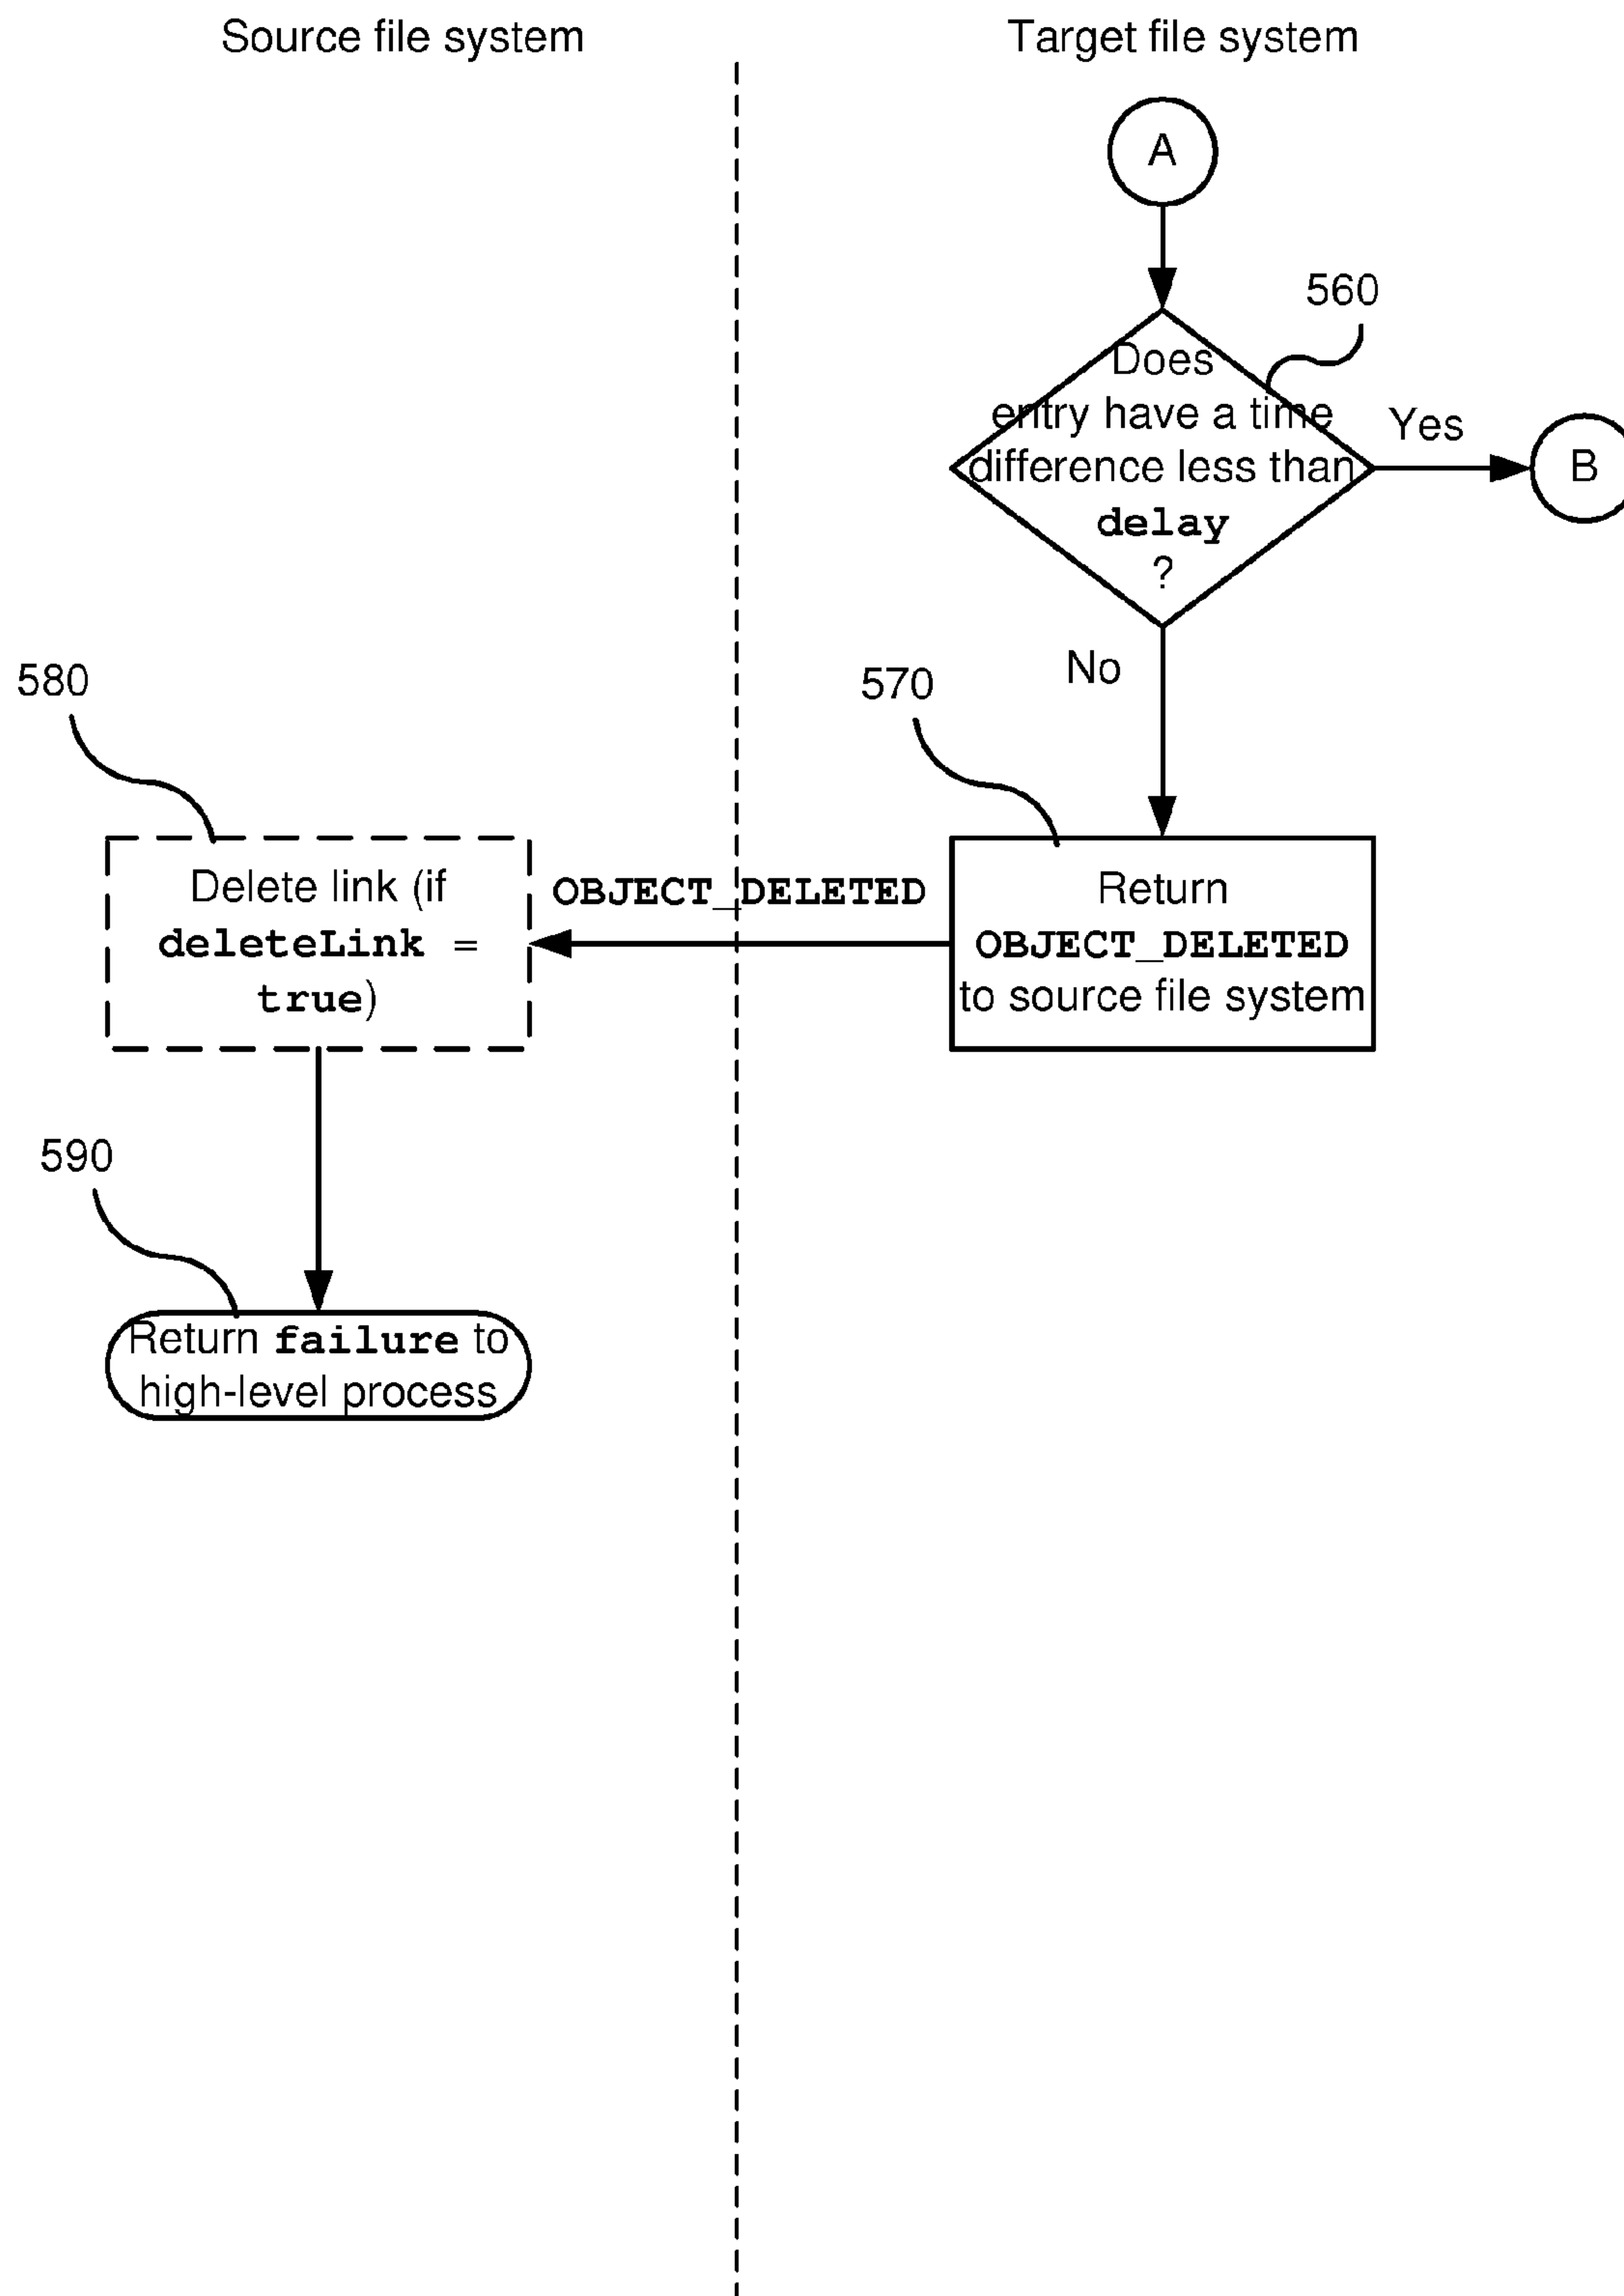 Source file system
Target file system
A
560
Does
entry have a time
difference less than
delay
?
Yes
B
No
580
570
Delete link (if
deleteLink =
true)
OBJECT_DELETED
Return
OBJECT_DELETED
to source file system
590
Return failure to
high-level process